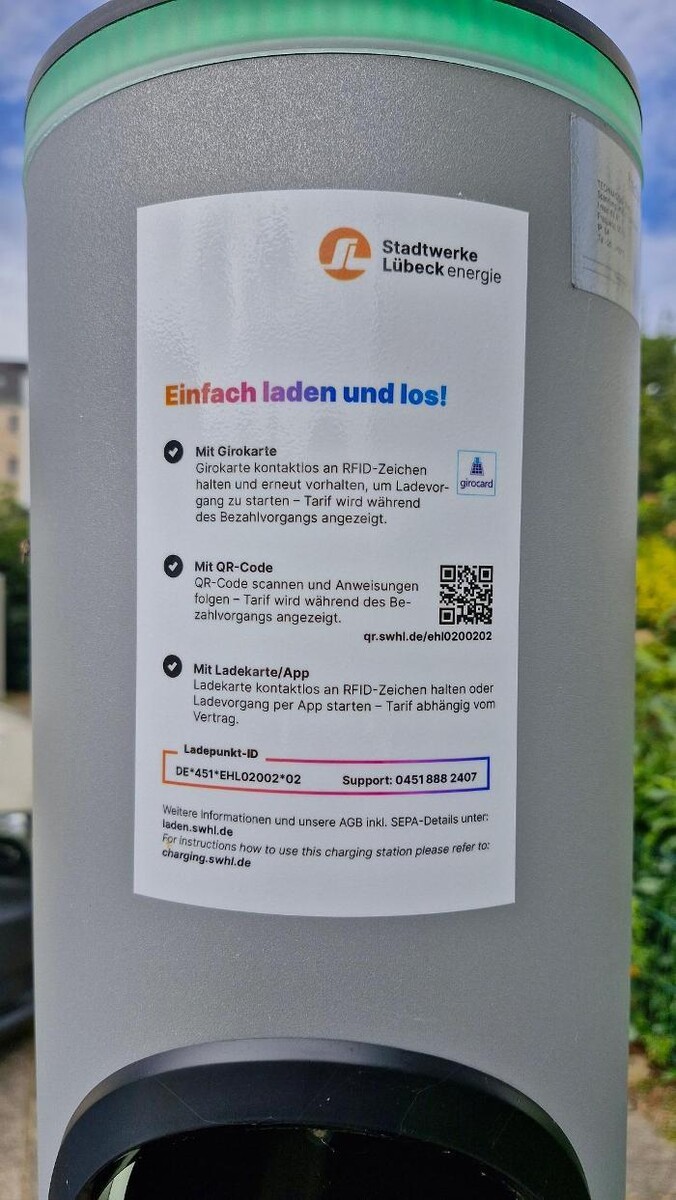 Stadtwerke
Lübeck energie
Einfach laden und los!
Mit Girokarte
Girokarte kontaktlos an RFID-Zeichen
halten und erneut vorhalten, um Ladevor-
gang zu starten – Tarif wird während
des Bezahlvorgangs angezeigt.
girocard
Mit QR-Code
QR-Code scannen und Anweisungen
folgen – Tarif wird während des Be-
zahlvorgangs angezeigt.
qr.swhl.de/ehl0200202
Mit Ladekarte/App
Ladekarte kontaktlos an RFID-Zeichen halten oder
Ladevorgang per App starten – Tarif abhängig vom
Vertrag.
Ladepunkt-ID
DE*451*EHL02002*02 Support: 0451 888 2407
Weitere Informationen und unsere AGB inkl. SEPA-Details unter:
laden.swhl.de
For instructions how to use this charging station please refer to:
charging.swhl.de